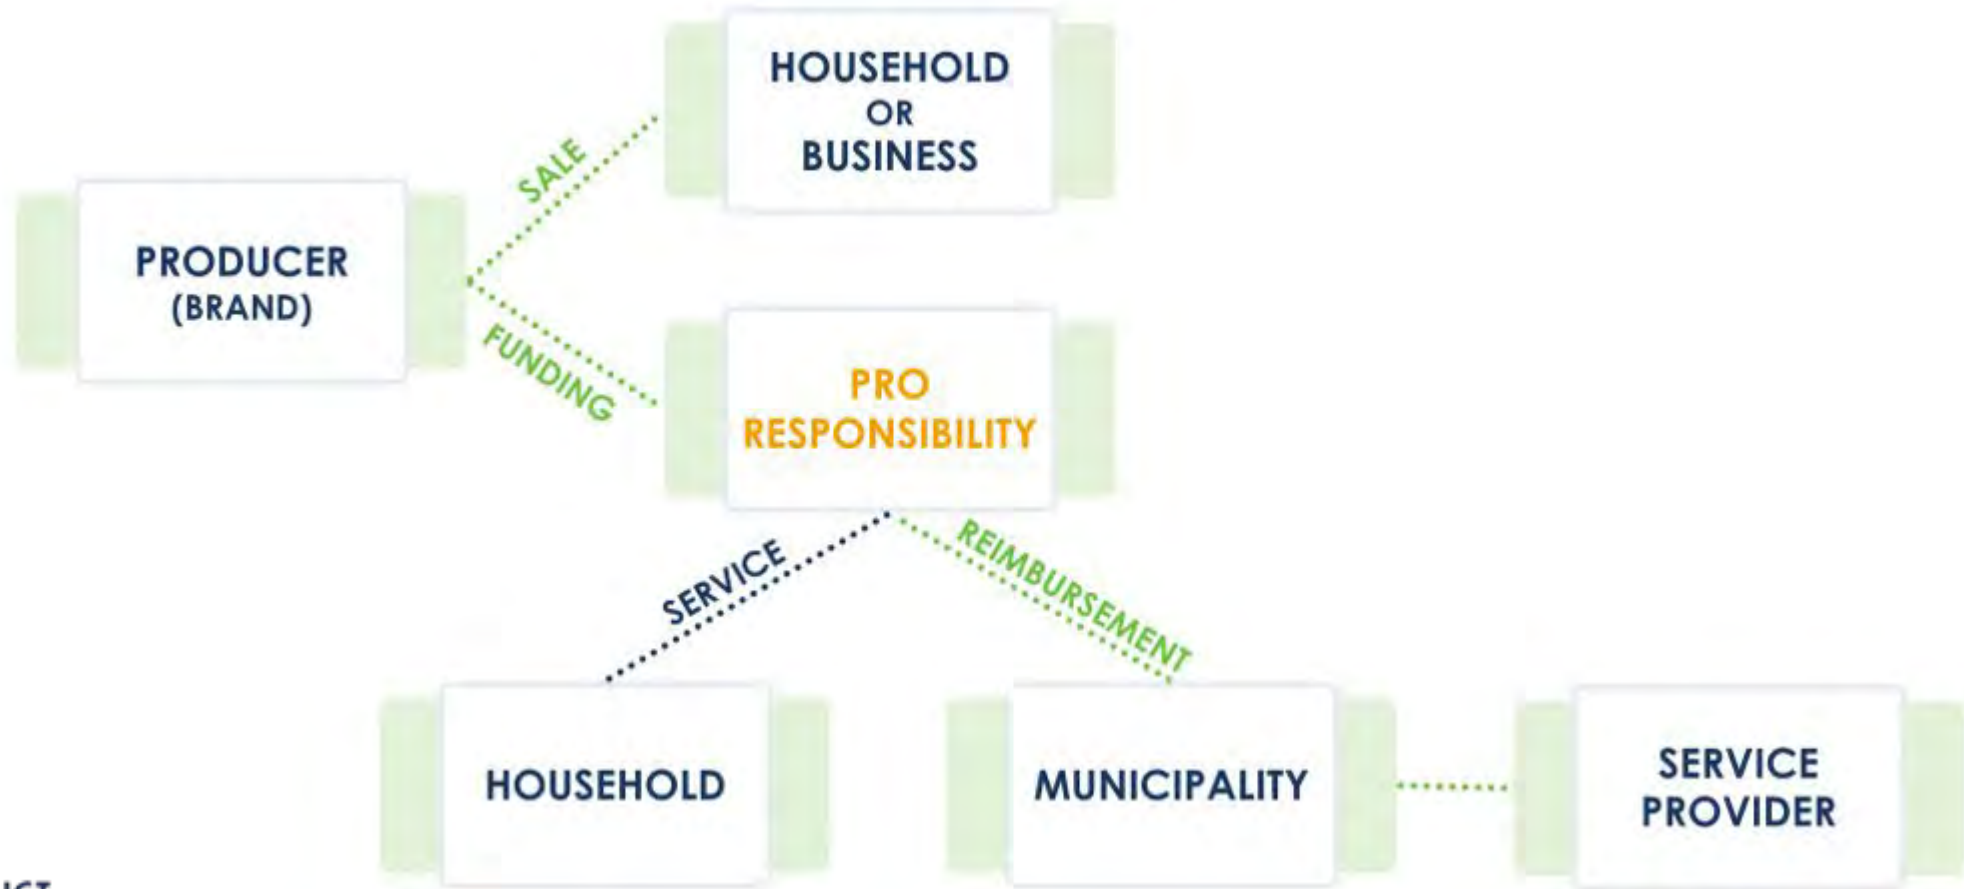 HOUSEHOLD
OR
BUSINESS
SALE
PRODUCER
(BRAND)
FUNDING
PRO
RESPONSIBILITY
SERVICE
REIMBURSEMENT
HOUSEHOLD
MUNICIPALITY
SERVICE
PROVIDER